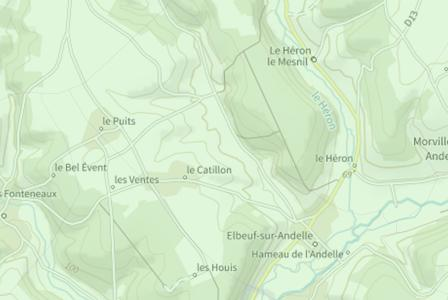 D13
Le Héron
le Mesnil
le Héron
le Puits
Morville
Ande
le Héron
le Bel Évent
le Catillon
les Ventes
69
s Fonteneaux
Elbeuf-sur-Andelle
Hameau de l'Andelle
100
les Houis